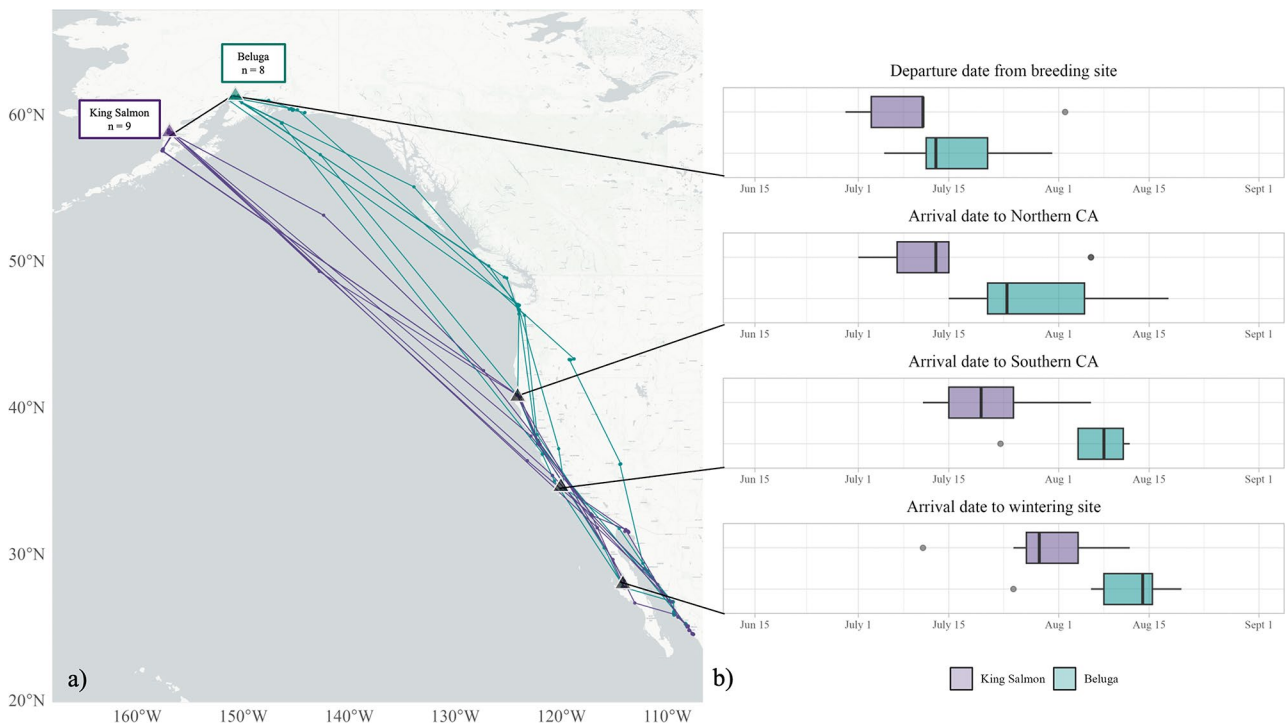 Beluga
n = 8
King Salmon
n = 9
60°N
50°N
40°N
30°N
20°N
160°W
150°W
140°W
130°W
120°W
110°W
a)
Departure date from breeding site
Jun 15
July 1
July 15
Aug 1
Aug 15
Sept 1
Arrival date to Northern CA
Jun 15
July 1
July 15
Aug 1
Aug 15
Sept 1
Arrival date to Southern CA
Jun 15
July 1
July 15
Aug 1
Aug 15
Sept 1
Arrival date to wintering site
Jun 15
July 1
July 15
Aug 1
Aug 15
Sept 1
b)
King Salmon
Beluga